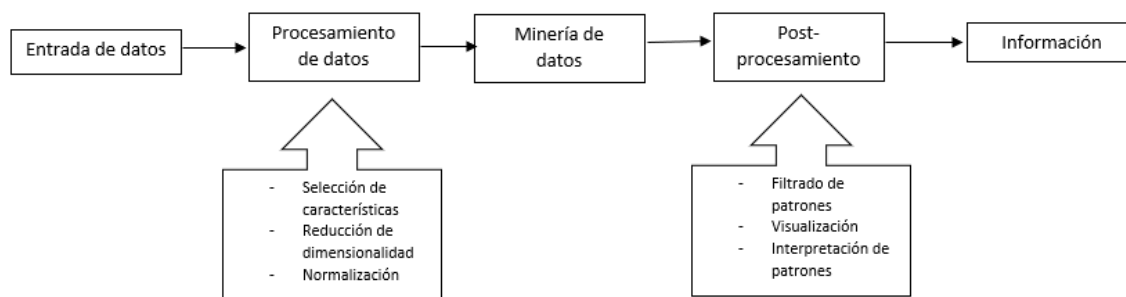 Entrada de datos
Procesamiento
de datos
Minería de
datos
Post-
procesamiento
Información
- Selección de
características
- Reducción de
dimensionalidad
- Normalización
- Filtrado de
patrones
- Visualización
- Interpretación de
patrones